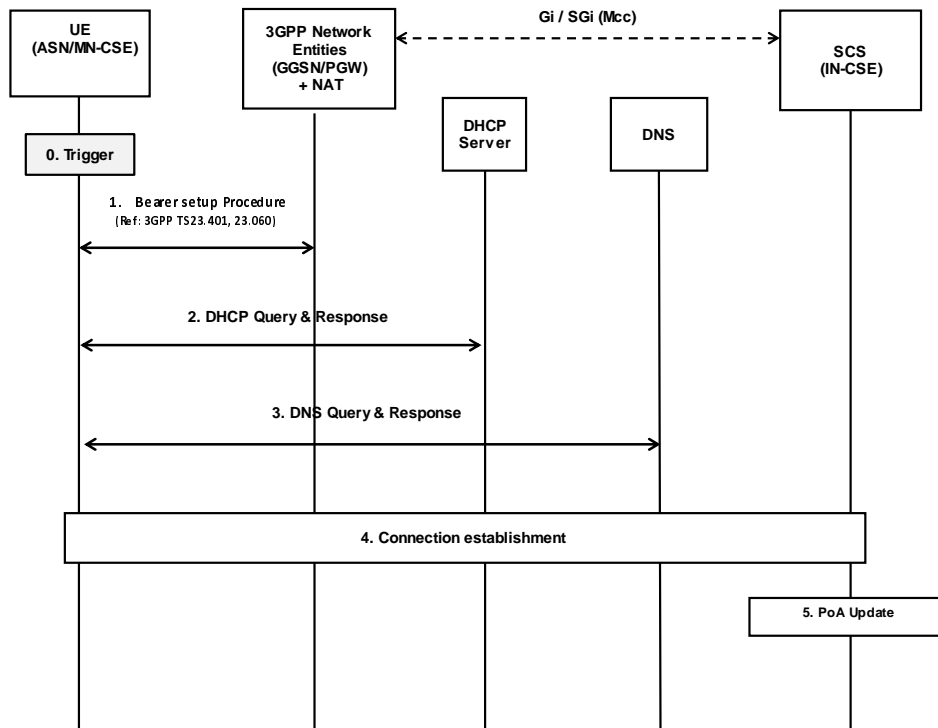 UE
(ASN/MN-CSE)
3GPP Network
Entities
(GGSN/PGW)
+ NAT
Gi / SGi (Mcc)
SCS
(IN-CSE)
DHCP
Server
DNS
0. Trigger
1. Bearer setup Procedure
(Ref: 3GPP TS23.401, 23.060)
2. DHCP Query & Response
3. DNS Query & Response
4. Connection establishment
5. PoA Update